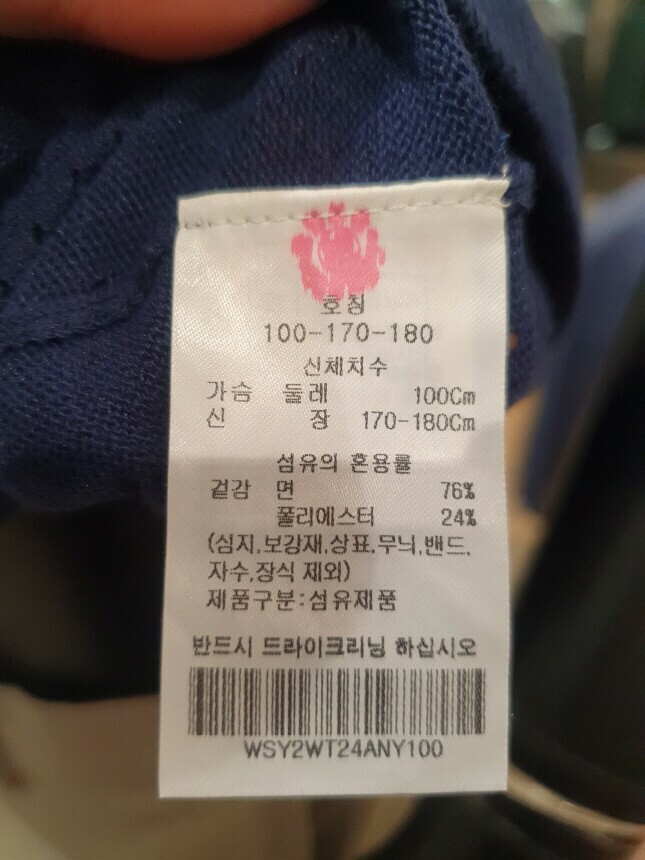 호칭
100-170-180
신체치수
가슴 둘레 100Cm
신 장 170-180Cm
섬유의 혼용률
겉감 면 76%
폴리에스터 24%
(심지,보강재,상표,무늬,밴드,
자수,장식 제외)
제품구분:섬유제품
반드시 드라이크리닝 하십시오
WSY2WT24ANY100